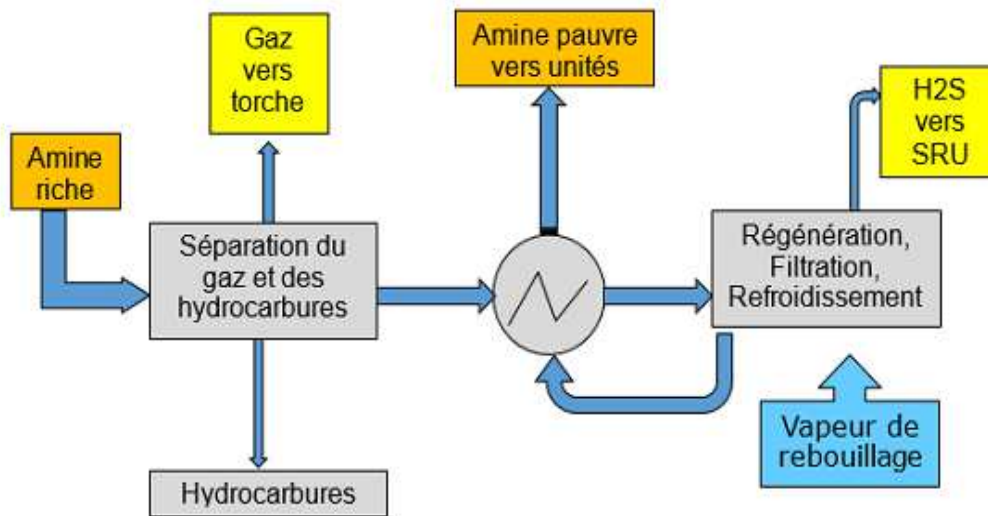 Gaz
vers
torche
Amine pauvre
vers unités
H2S
vers
SRU
Amine
riche
Séparation du
gaz et des
hydrocarbures
Régénération,
Filtration,
Refroidissement
Vapeur de
rebouillage
Hydrocarbures